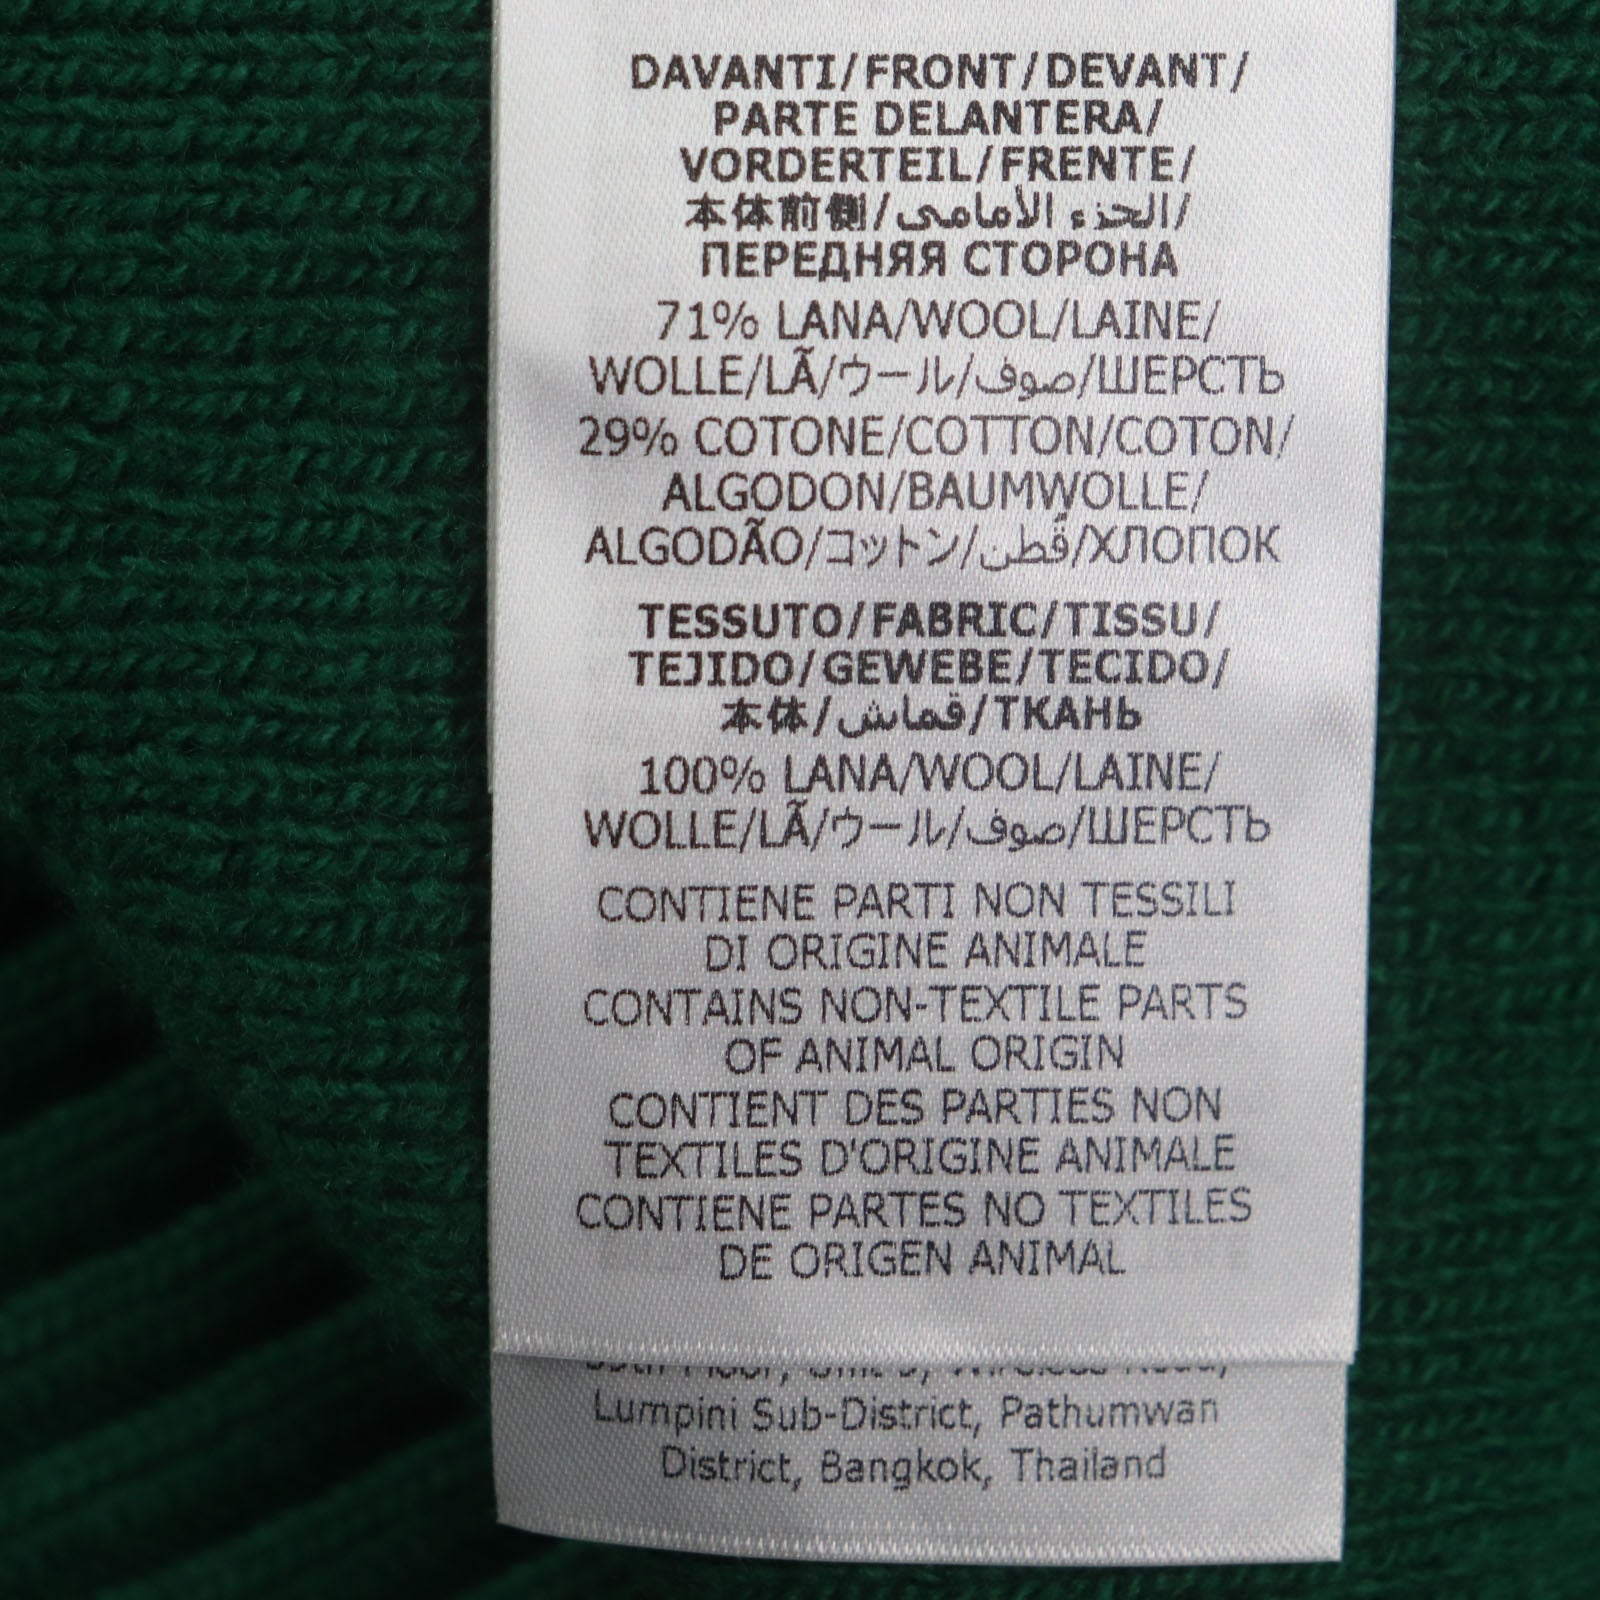 DAVANTI/FRONT/DEVANT/
PARTE DELANTERA/
VORDERTEIL/FRENTE/
本体前側/الجزء الأمامى/
ПЕРЕДНЯЯ СТОРОНА
71% LANA/WOOL/LAINE/
WOLLE/LÃ/ウール/صوف/ШЕРСТЬ
29% COTONE/COTTON/COTON/
ALGODON/BAUMWOLLE/
ALGODÃO/コットン/قُطن/ХЛОПОК
TESSUTO/FABRIC/TISSU/
TEJIDO/GEWEBE/TECIDO/
本体/قماش/ТКАНЬ
100% LANA/WOOL/LAINE/
WOLLE/LÃ/ウール/صوف/ШЕРСТЬ
CONTIENE PARTI NON TESSILI
DI ORIGINE ANIMALE
CONTAINS NON-TEXTILE PARTS
OF ANIMAL ORIGIN
CONTIENT DES PARTIES NON
TEXTILES D'ORIGINE ANIMALE
CONTIENE PARTES NO TEXTILES
DE ORIGEN ANIMAL
Lumpini Sub-District, Pathumwan
District, Bangkok, Thailand